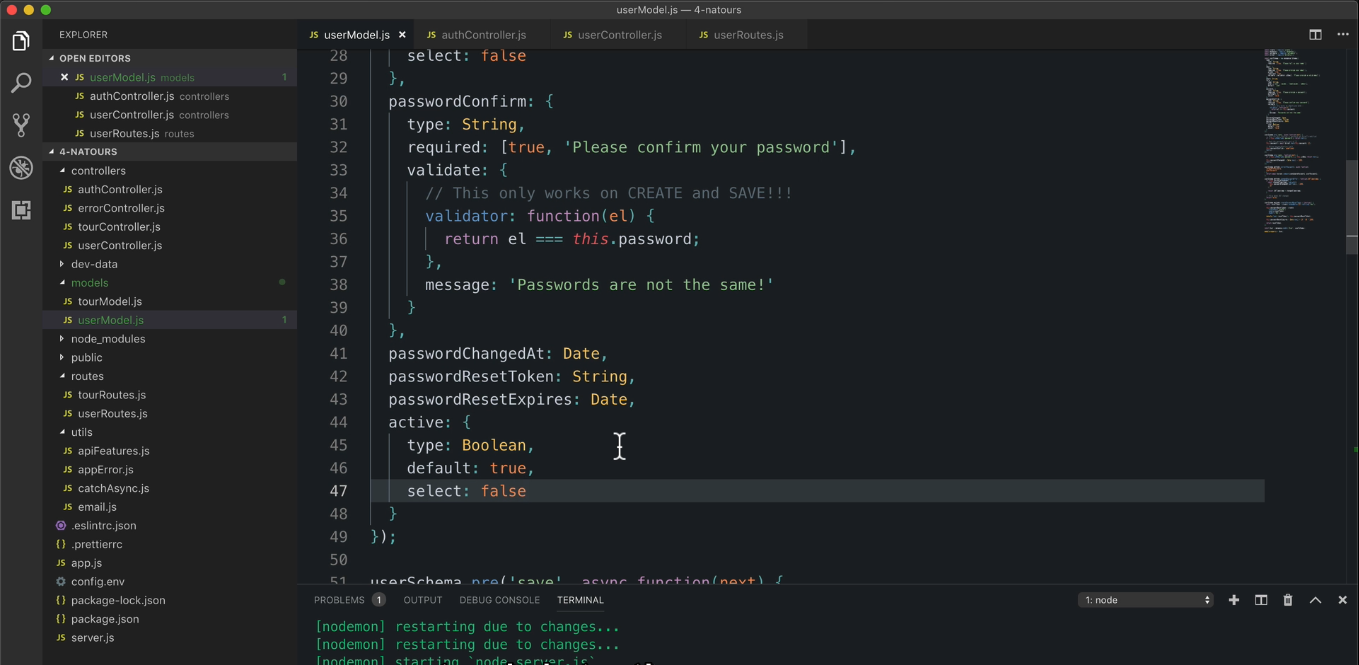 userModel.js — 4-natours
EXPLORER
OPEN EDITORS
JS userModel.js models 1
JS authController.js controllers
JS userController.js controllers
JS userRoutes.js routes
4-NATOURS
controllers
JS authController.js
JS errorController.js
JS tourController.js
JS userController.js
dev-data
models
JS tourModel.js
JS userModel.js 1
node_modules
public
routes
JS tourRoutes.js
JS userRoutes.js
utils
JS apiFeatures.js
JS appError.js
JS catchAsync.js
JS email.js
.eslintrc.json
{} .prettierrc
JS app.js
config.env
{} package-lock.json
{} package.json
JS server.js
JS userModel.js JS authController.js JS userController.js JS userRoutes.js
28 select: false
29 },
30 passwordConfirm: {
31 type: String,
32 required: [true, 'Please confirm your password'],
33 validate: {
34 // This only works on CREATE and SAVE!!!
35 validator: function(el) {
36 return el === this.password;
37 },
38 message: 'Passwords are not the same!'
39 }
40 },
41 passwordChangedAt: Date,
42 passwordResetToken: String,
43 passwordResetExpires: Date,
44 active: {
45 type: Boolean,
46 default: true,
47 select: false
48 }
49 });
50
51 userSchema.pre('save', async function(next) {
PROBLEMS 1 OUTPUT DEBUG CONSOLE TERMINAL 1: node
[nodemon] restarting due to changes...
[nodemon] restarting due to changes...
[nodemon] starting `node server.js`